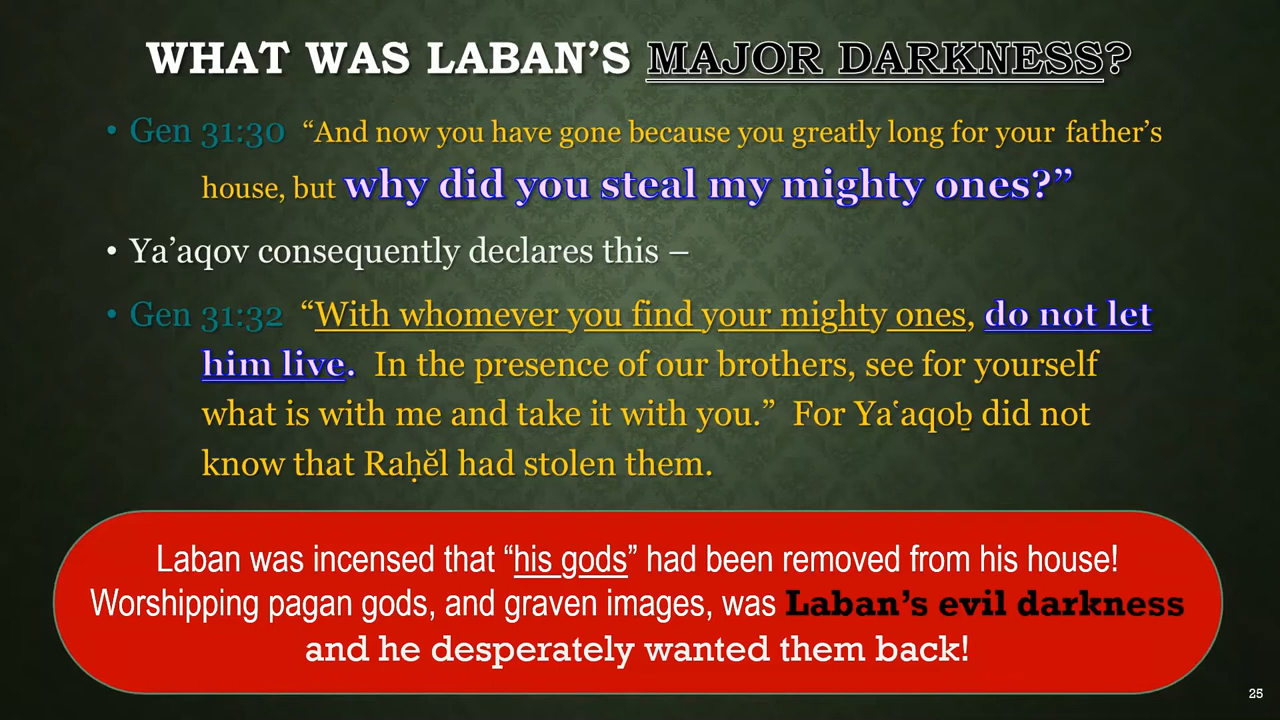 WHAT WAS LABAN’S MAJOR DARKNESS?
• Gen 31:30 “And now you have gone because you greatly long for your father’s
house, but why did you steal my mighty ones?”
• Ya’aqov consequently declares this –
• Gen 31:32 “With whomever you find your mighty ones, do not let
him live. In the presence of our brothers, see for yourself
what is with me and take it with you.” For Yaʽaqoḇ did not
know that Raḥĕl had stolen them.
Laban was incensed that “his gods” had been removed from his house!
Worshipping pagan gods, and graven images, was Laban’s evil darkness
and he desperately wanted them back!
25